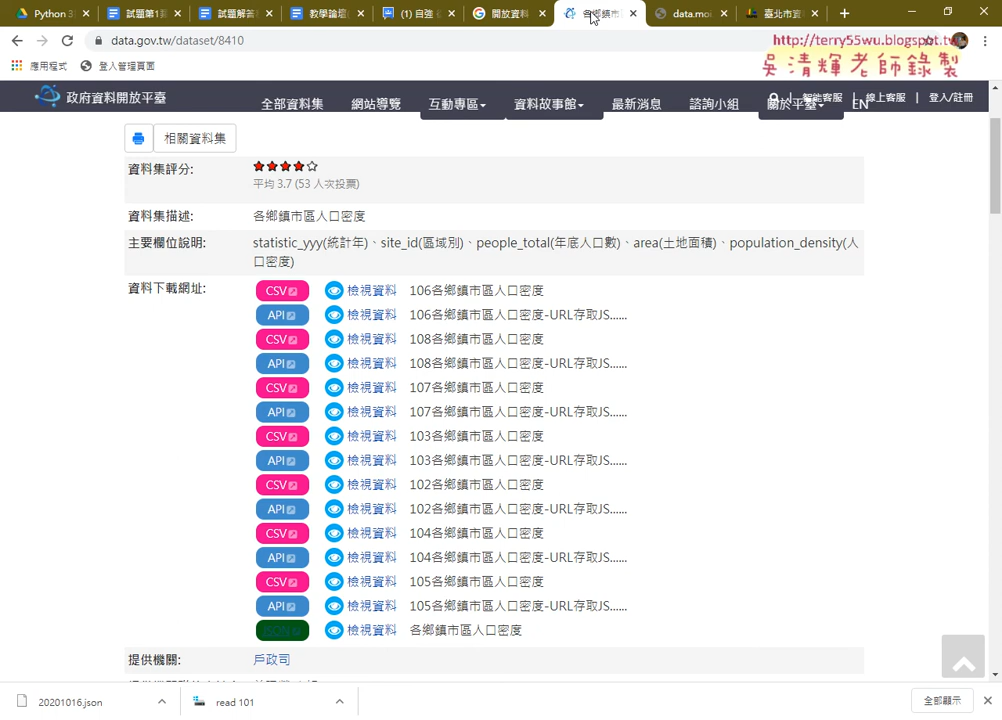 Python 3
試題第1
試題解答
教學論壇
(1) 自強
開放資料
各鄉鎮市
data.moi
臺北市資
data.gov.tw/dataset/8410
http://terry55wu.blogspot.tw
應用程式
登入管理頁面
吳清輝老師錄製
政府資料開放平臺
全部資料集
網站導覽
互動專區
資料故事館
最新消息
諮詢小組
關於平臺
智能客服 | 線上客服 | 登入/註冊
EN
相關資料集
資料集評分:
平均 3.7 (53 人次投票)
資料集描述: 各鄉鎮市區人口密度
主要欄位說明: statistic_yyy(統計年)、site_id(區域別)、people_total(年底人口數)、area(土地面積)、population_density(人
口密度)
資料下載網址:
CSV 檢視資料 106各鄉鎮市區人口密度
API 檢視資料 106各鄉鎮市區人口密度-URL存取JS......
CSV 檢視資料 108各鄉鎮市區人口密度
API 檢視資料 108各鄉鎮市區人口密度-URL存取JS......
CSV 檢視資料 107各鄉鎮市區人口密度
API 檢視資料 107各鄉鎮市區人口密度-URL存取JS......
CSV 檢視資料 103各鄉鎮市區人口密度
API 檢視資料 103各鄉鎮市區人口密度-URL存取JS......
CSV 檢視資料 102各鄉鎮市區人口密度
API 檢視資料 102各鄉鎮市區人口密度-URL存取JS......
CSV 檢視資料 104各鄉鎮市區人口密度
API 檢視資料 104各鄉鎮市區人口密度-URL存取JS......
CSV 檢視資料 105各鄉鎮市區人口密度
API 檢視資料 105各鄉鎮市區人口密度-URL存取JS......
檢視資料 各鄉鎮市區人口密度
提供機關: 戶政司
20201016.json
read 101
全部顯示